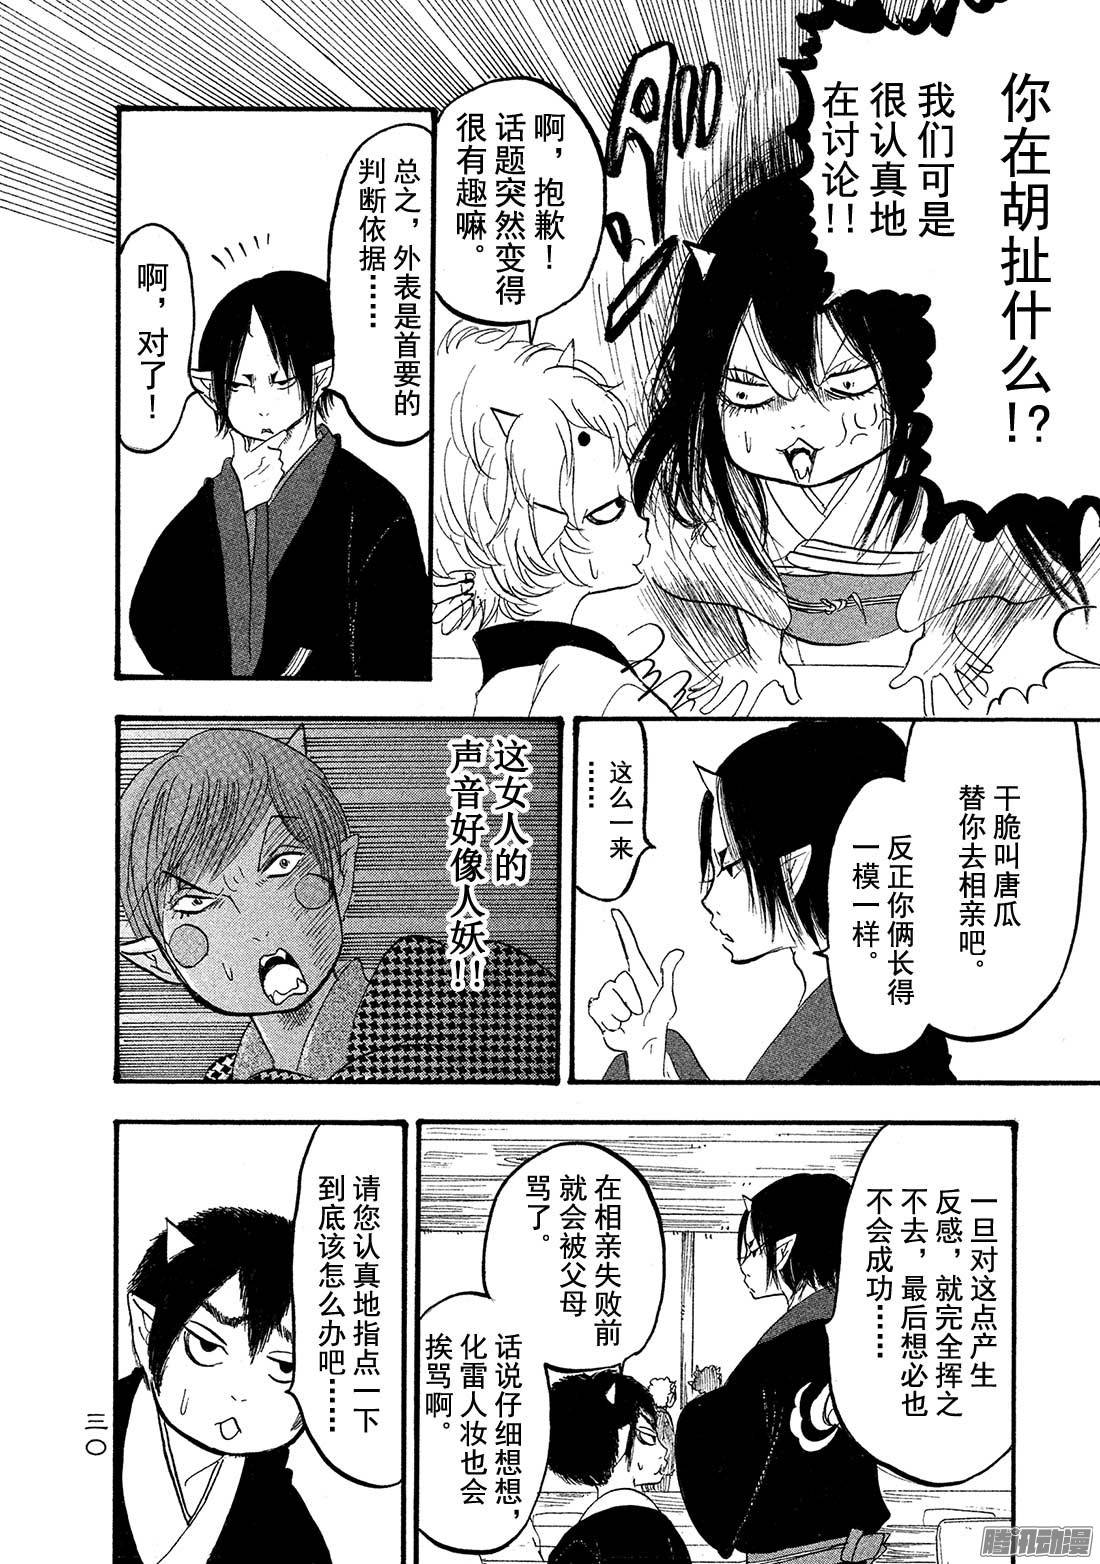 你在胡扯什么!?
我们可是
很认真地
在讨论!!
啊,抱歉!
话题突然变得
很有趣嘛。
总之,外表是首要的
判断依据……
啊,对了!
干脆叫唐瓜
替你去相亲吧。
反正你俩长得
一模一样。
这么一来
……
这女人的
声音好像人妖!!
一旦对这点产生
反感,就完全挥之
不去,最后想必也
不会成功……
在相亲失败前
就会被父母
骂了。
话说仔细想想,
化雷人妆也会
挨骂啊。
请您认真地指点一下
到底该怎么办吧……
三〇
腾讯动漫